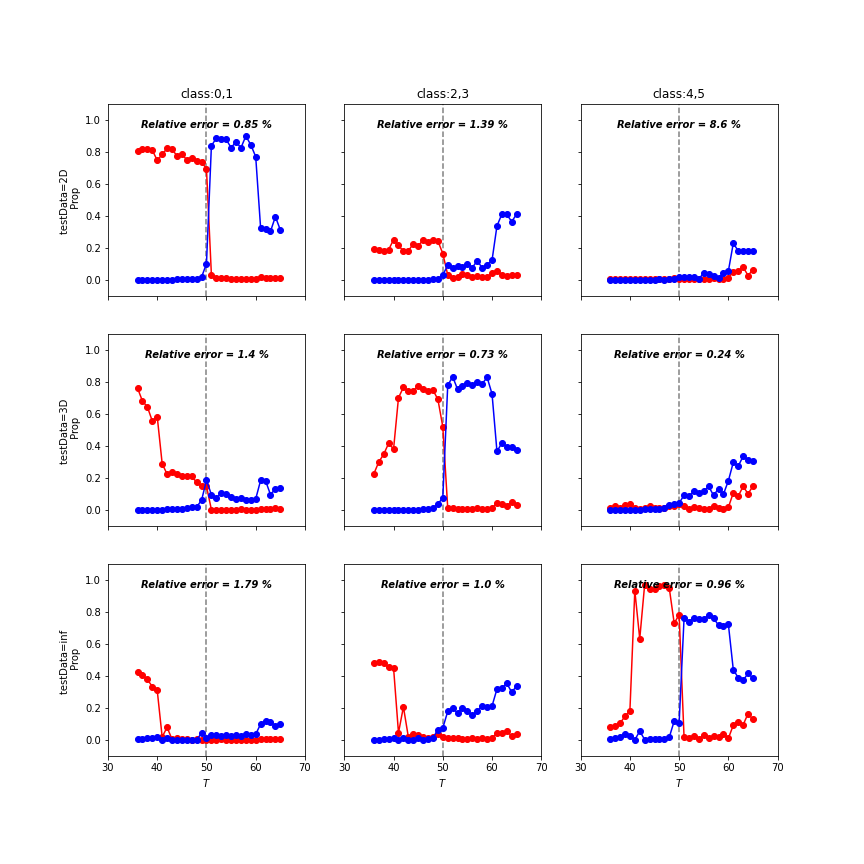 class:0,1 class:2,3 class:4,5
testData=2D
Prop
1.0
0.8
0.6
0.4
0.2
0.0
Relative error = 0.85 %
Relative error = 1.39 %
Relative error = 8.6 %
testData=3D
Prop
1.0
0.8
0.6
0.4
0.2
0.0
Relative error = 1.4 %
Relative error = 0.73 %
Relative error = 0.24 %
testData=inf
Prop
1.0
0.8
0.6
0.4
0.2
0.0
Relative error = 1.79 %
Relative error = 1.0 %
Relative error = 0.96 %
30 40 50 60 70
T
30 40 50 60 70
T
30 40 50 60 70
T